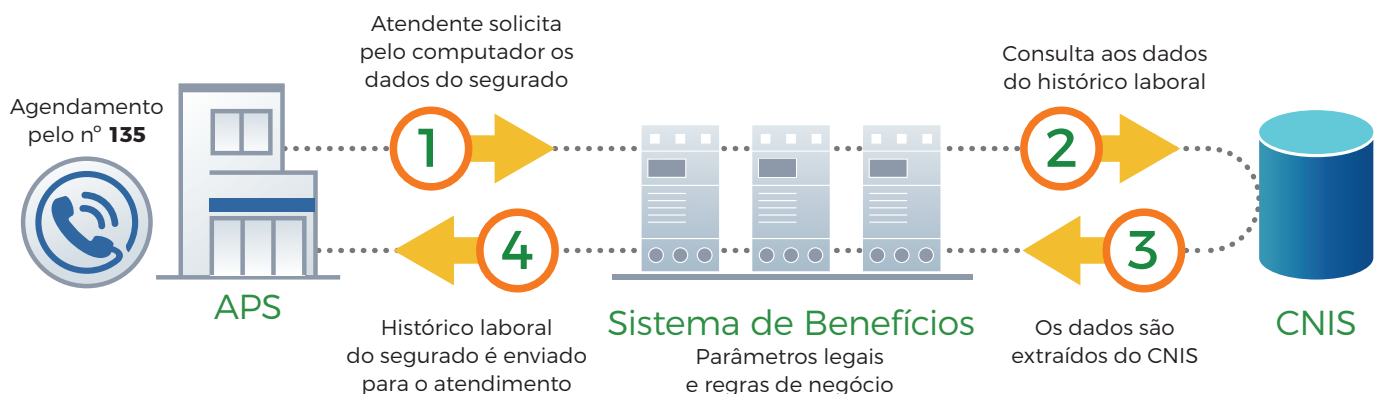 Agendamento
pelo nº 135
APS
Atendente solicita
pelo computador os
dados do segurado
1
Sistema de Benefícios
Parâmetros legais
e regras de negócio
Consulta aos dados
do histórico laboral
2
CNIS
3
Os dados são
extraídos do CNIS
4
Histórico laboral
do segurado é enviado
para o atendimento